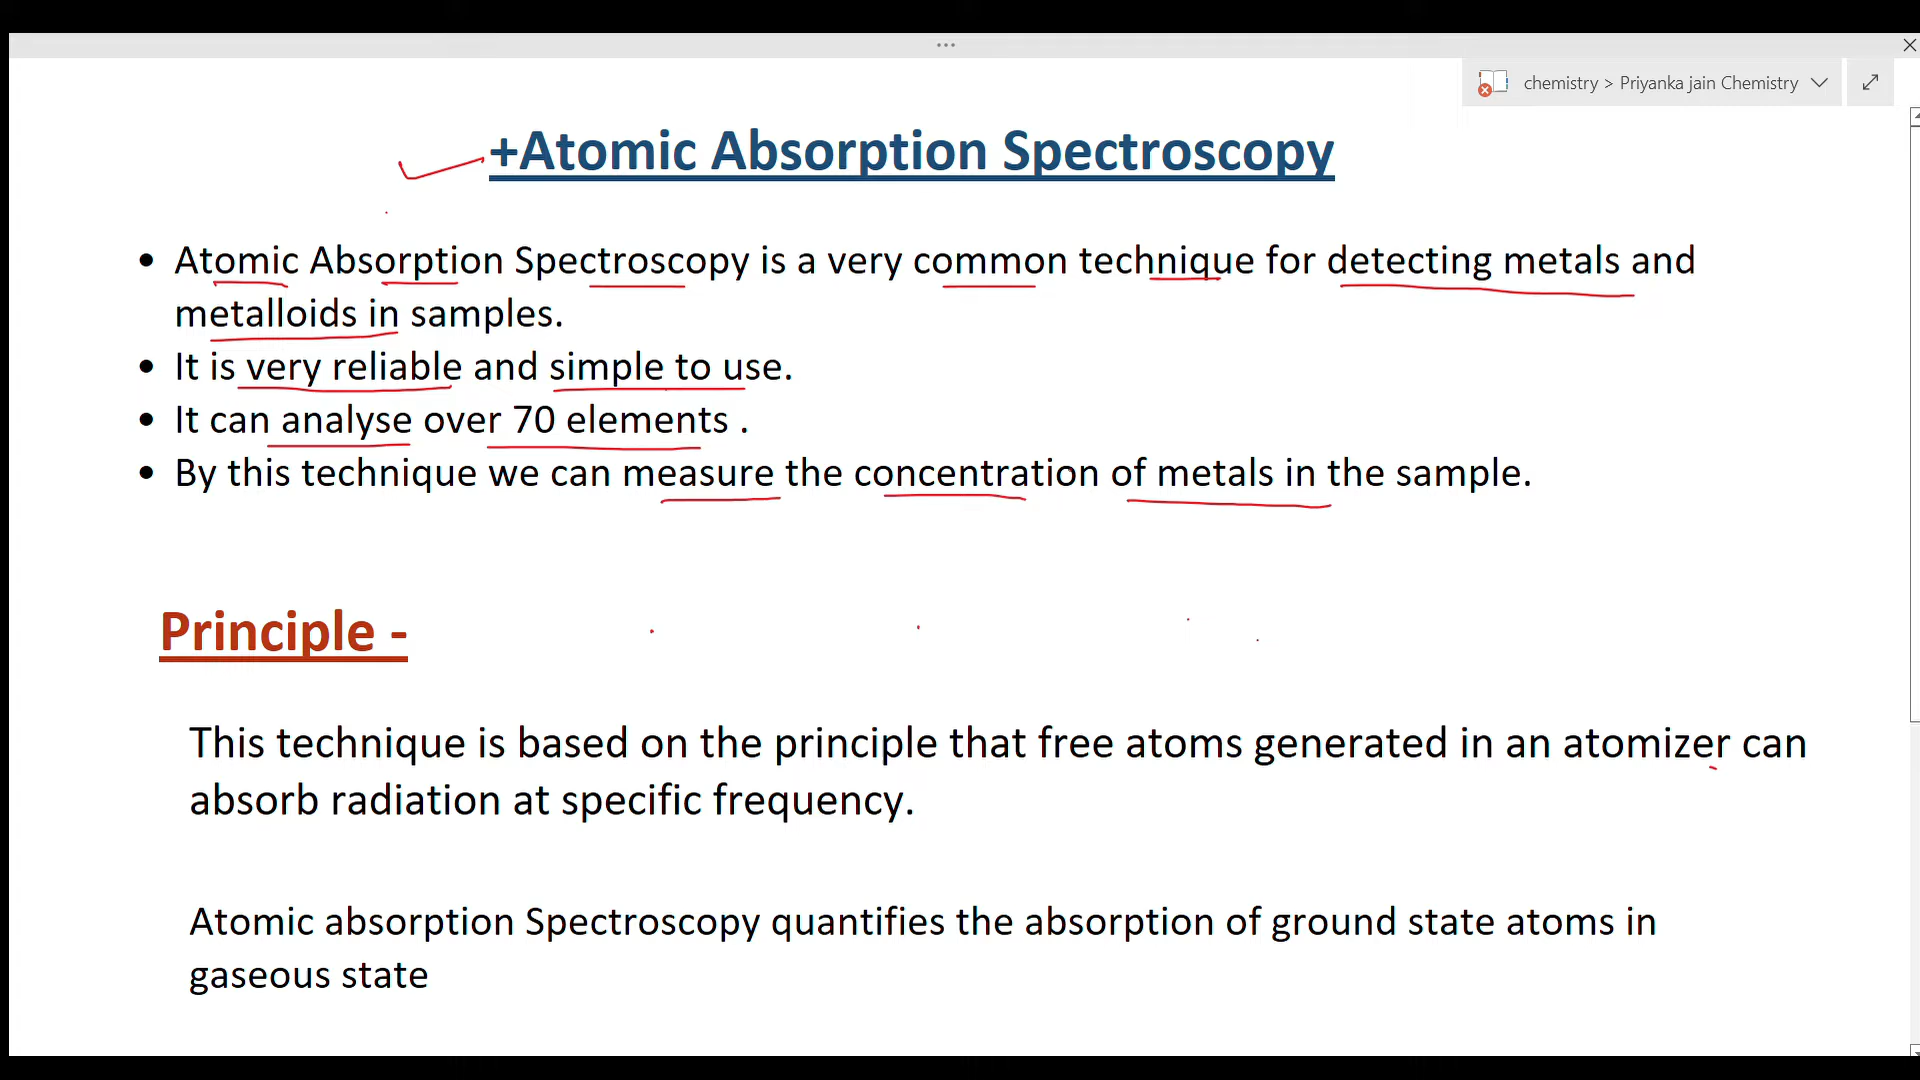 chemistry > Priyanka jain Chemistry
+Atomic Absorption Spectroscopy
• Atomic Absorption Spectroscopy is a very common technique for detecting metals and
metalloids in samples.
• It is very reliable and simple to use.
• It can analyse over 70 elements .
• By this technique we can measure the concentration of metals in the sample.
Principle -
This technique is based on the principle that free atoms generated in an atomizer can
absorb radiation at specific frequency.
Atomic absorption Spectroscopy quantifies the absorption of ground state atoms in
gaseous state